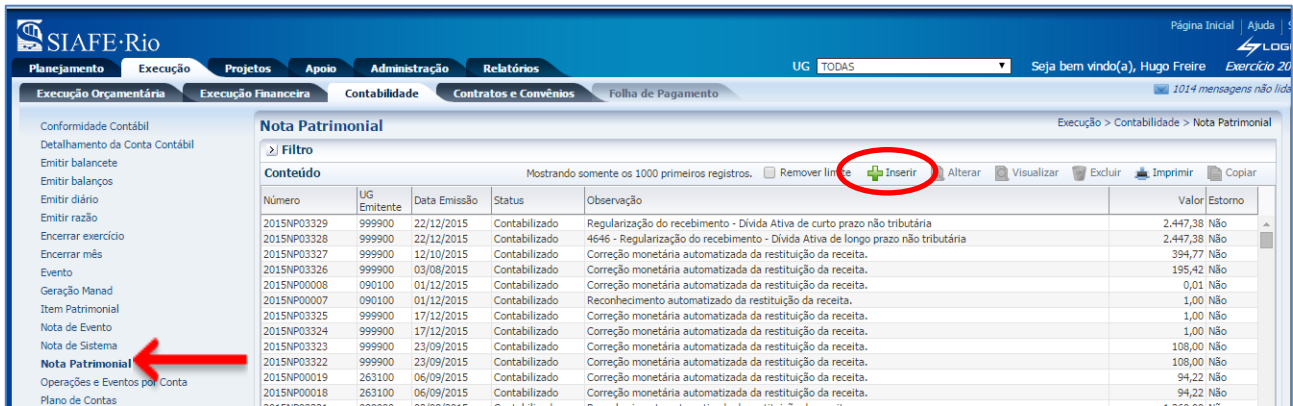 Página Inicial | Ajuda
SIAFE·Rio
Planejamento Execução Projetos Apoio Administração Relatórios UG TODAS Seja bem vindo(a), Hugo Freire Exercício 20
Execução Orçamentária Execução Financeira Contabilidade Contratos e Convênios Folha de Pagamento 1014 mensagens não lida
Conformidade Contábil
Detalhamento da Conta Contábil
Emitir balancete
Emitir balanços
Emitir diário
Emitir razão
Encerrar exercício
Encerrar mês
Evento
Geração Manad
Item Patrimonial
Nota de Evento
Nota de Sistema
Nota Patrimonial
Operações e Eventos por Conta
Plano de Contas
Nota Patrimonial Execução > Contabilidade > Nota Patrimonial
Filtro
Conteúdo Mostrando somente os 1000 primeiros registros. Remover limite Inserir Alterar Visualizar Excluir Imprimir Copiar
Número UG Emitente Data Emissão Status Observação Valor Estorno
2015NP03329 999900 22/12/2015 Contabilizado Regularização do recebimento - Dívida Ativa de curto prazo não tributária 2.447,38 Não
2015NP03328 999900 22/12/2015 Contabilizado 4646 - Regularização do recebimento - Dívida Ativa de longo prazo não tributária 2.447,38 Não
2015NP03327 999900 12/10/2015 Contabilizado Correção monetária automatizada da restituição da receita. 394,77 Não
2015NP03326 999900 03/08/2015 Contabilizado Correção monetária automatizada da restituição da receita. 195,42 Não
2015NP00008 090100 01/12/2015 Contabilizado Correção monetária automatizada da restituição da receita. 0,01 Não
2015NP00007 090100 01/12/2015 Contabilizado Reconhecimento automatizado da restituição da receita. 1,00 Não
2015NP03325 999900 17/12/2015 Contabilizado Correção monetária automatizada da restituição da receita. 1,00 Não
2015NP03324 999900 17/12/2015 Contabilizado Correção monetária automatizada da restituição da receita. 1,00 Não
2015NP03323 999900 23/09/2015 Contabilizado Correção monetária automatizada da restituição da receita. 108,00 Não
2015NP03322 999900 23/09/2015 Contabilizado Correção monetária automatizada da restituição da receita. 108,00 Não
2015NP00019 263100 06/09/2015 Contabilizado Correção monetária automatizada da restituição da receita. 94,22 Não
2015NP00018 263100 06/09/2015 Contabilizado Correção monetária automatizada da restituição da receita. 94,22 Não